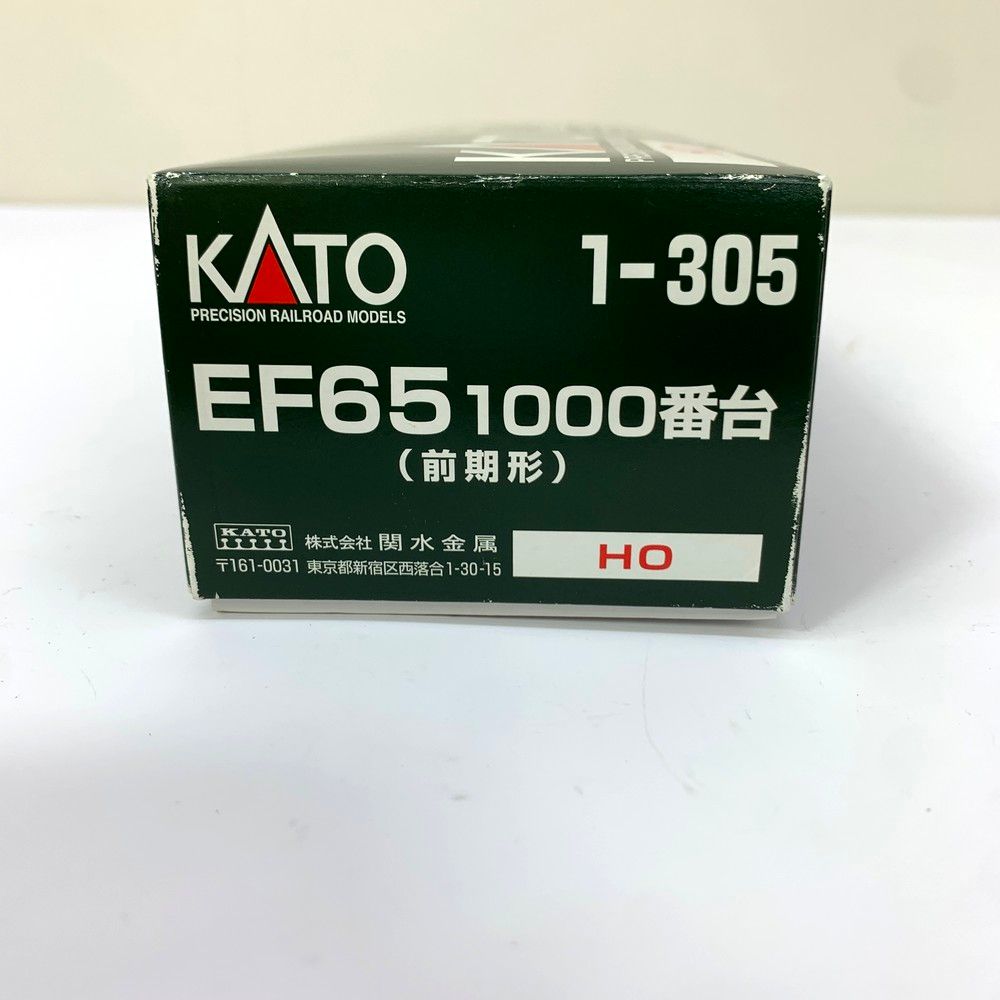 KATO
PRECISION RAILROAD MODELS
1-305
EF65 1000番台
(前期形)
KATO
株式会社 関水金属
〒161-0031 東京都新宿区西落合1-30-15
HO